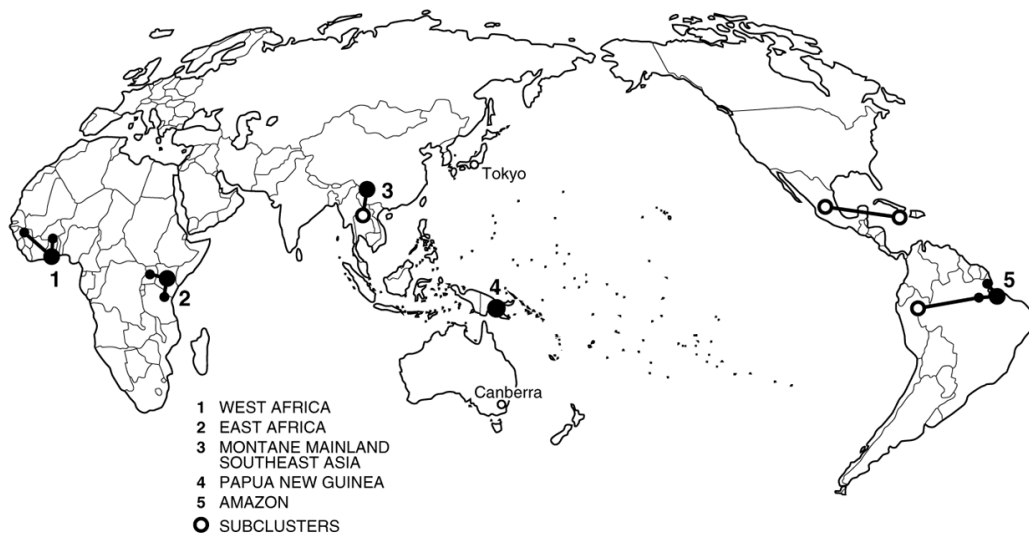 3
Tokyo
5
1
2
4
Canberra
1 WEST AFRICA
2 EAST AFRICA
3 MONTANE MAINLAND
SOUTHEAST ASIA
4 PAPUA NEW GUINEA
5 AMAZON
SUBCLUSTERS